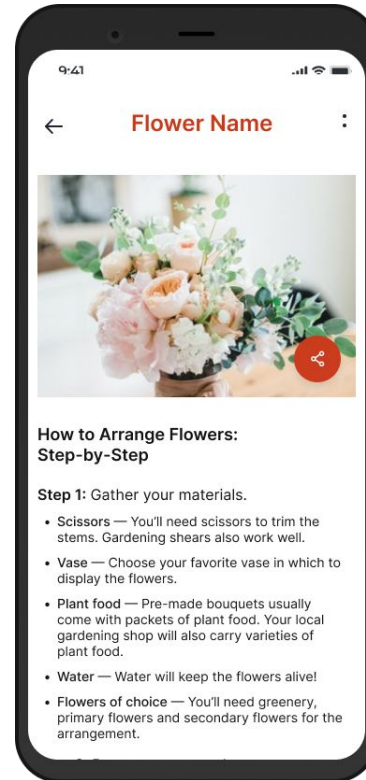 9:41
Flower Name
How to Arrange Flowers:
Step-by-Step
Step 1: Gather your materials.
• Scissors — You'll need scissors to trim the
stems. Gardening shears also work well.
• Vase — Choose your favorite vase in which to
display the flowers.
• Plant food — Pre-made bouquets usually
come with packets of plant food. Your local
gardening shop will also carry varieties of
plant food.
• Water — Water will keep the flowers alive!
• Flowers of choice — You'll need greenery,
primary flowers and secondary flowers for the
arrangement.